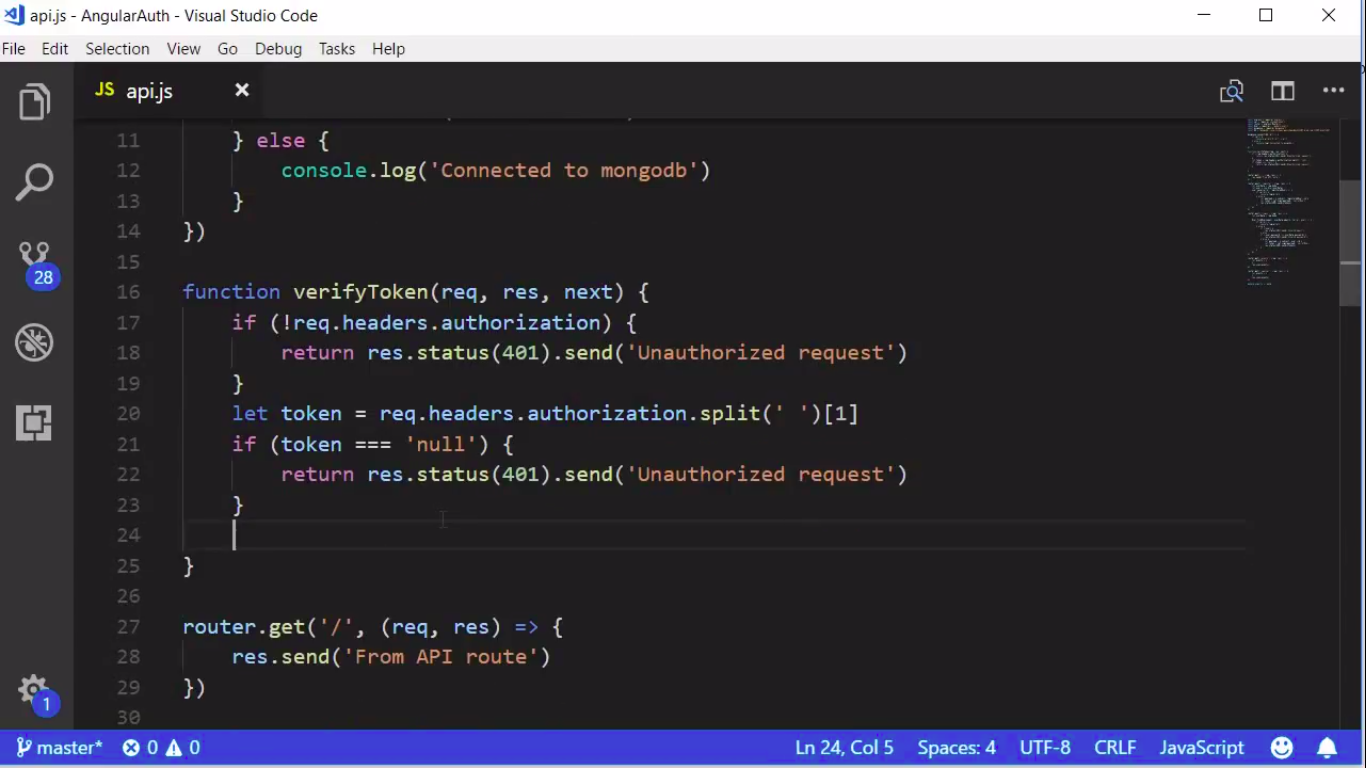 api.js - AngularAuth - Visual Studio Code
File Edit Selection View Go Debug Tasks Help
JS api.js
11 } else {
12 console.log('Connected to mongodb')
13 }
14 })
15
16 function verifyToken(req, res, next) {
17 if (!req.headers.authorization) {
18 return res.status(401).send('Unauthorized request')
19 }
20 let token = req.headers.authorization.split(' ')[1]
21 if (token === 'null') {
22 return res.status(401).send('Unauthorized request')
23 }
24
25 }
26
27 router.get('/', (req, res) => {
28 res.send('From API route')
29 })
30
28
1
master* 0 0 Ln 24, Col 5 Spaces: 4 UTF-8 CRLF JavaScript